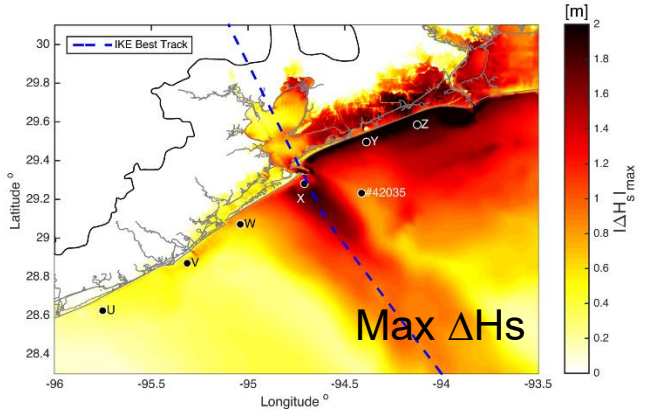 [m]
IKE Best Track
30
29.8
29.6
29.4
29.2
29
28.8
28.6
28.4
Latitude °
-96
-95.5
-95
-94.5
-94
-93.5
Longitude °
U
V
W
X
Y
Z
#42035
Max ΔHs
2
1.8
1.6
1.4
1.2
1
0.8
0.6
0.4
0.2
0
|ΔH|s max